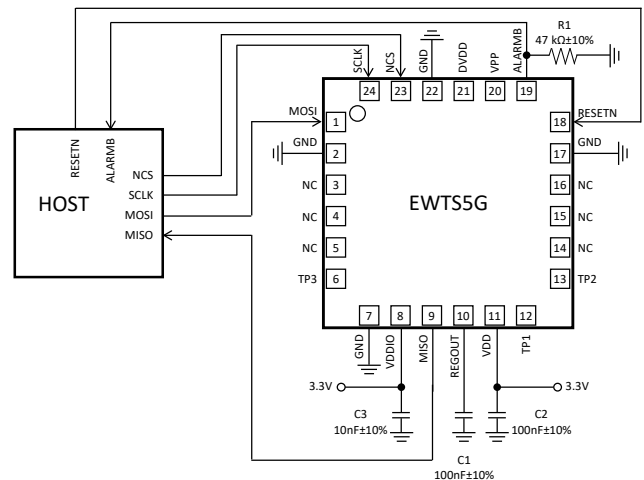 R1
47 kΩ±10%
SCLK
NCS
GND
DVDD
VPP
ALARMB
24
23
22
21
20
19
MOSI
1
18
RESETN
GND
2
17
GND
NC
3
16
NC
NC
4
15
NC
NC
5
14
NC
TP3
6
13
TP2
EWTS5G
RESETN
ALARMB
HOST
NCS
SCLK
MOSI
MISO
7
8
9
10
11
12
GND
VDDIO
MISO
REGOUT
VDD
TP1
3.3V
3.3V
C3
10nF±10%
C2
100nF±10%
C1
100nF±10%